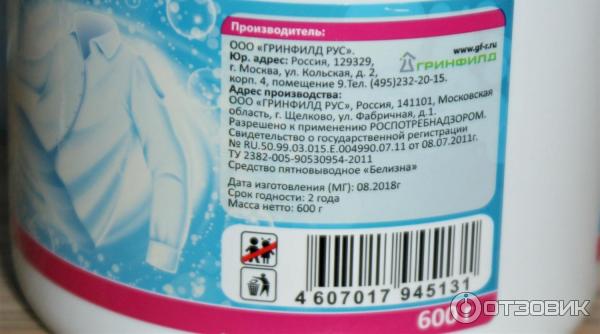 Производитель:
ООО «ГРИНФИЛД РУС».
www.gf-r.ru
ГРИНФИЛД
Юр. адрес: Россия, 129329,
г. Москва, ул. Кольская, д. 2,
корп. 4, помещение 9.Тел. (495)232-20-15.
Адрес производства:
ООО «ГРИНФИЛД РУС», Россия, 141101, Московская
область, г. Щелково, ул. Фабричная, д.1.
Разрешено к применению РОСПОТРЕБНАДЗОРОМ.
Свидетельство о государственной регистрации
№ RU.50.99.03.015.Е.004990.07.11 от 08.07.2011г.
ТУ 2382-005-90530954-2011
Средство пятновыводное «Белизна»
Дата изготовления (МГ): 08.2018г
Срок годности: 2 года
Масса нетто: 600 г
4 607017 945131
600
ОТЗОВИК